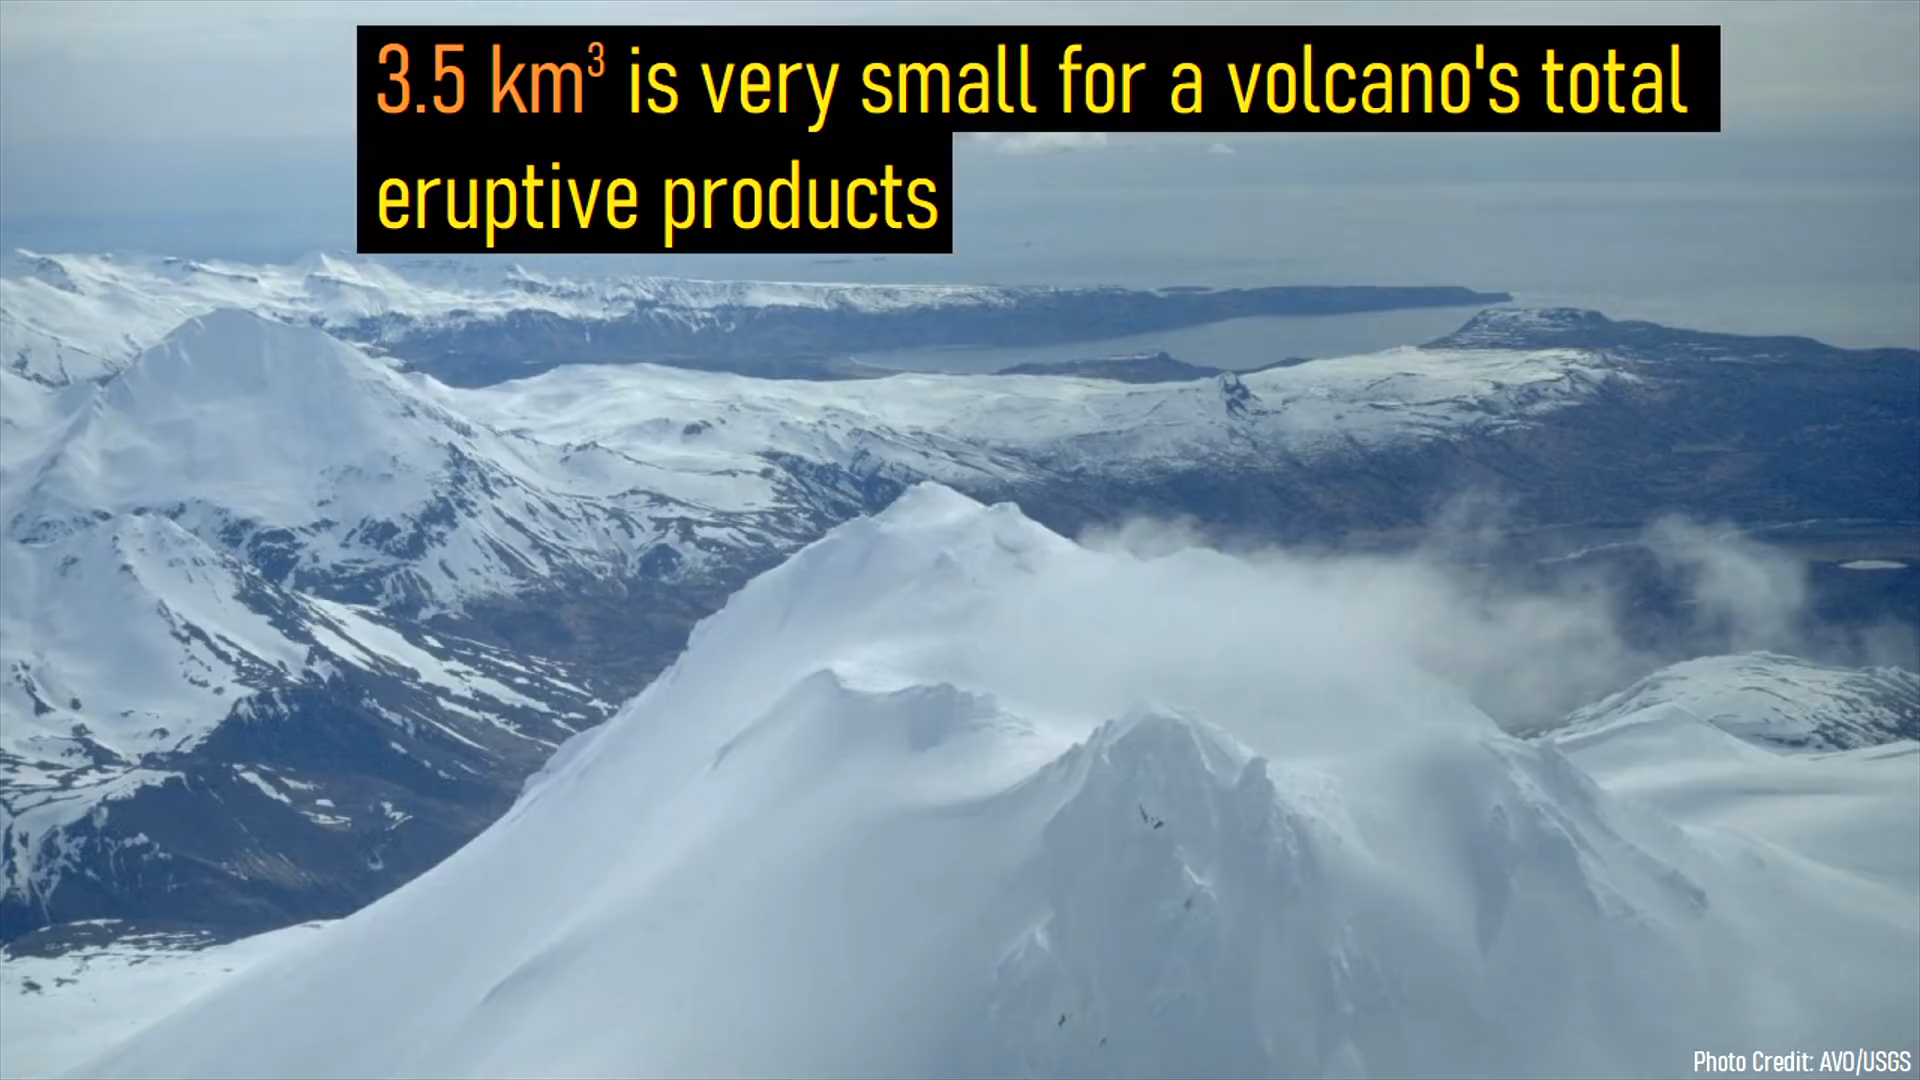 3.5 km³ is very small for a volcano's total
eruptive products
Photo Credit: AVO/USGS